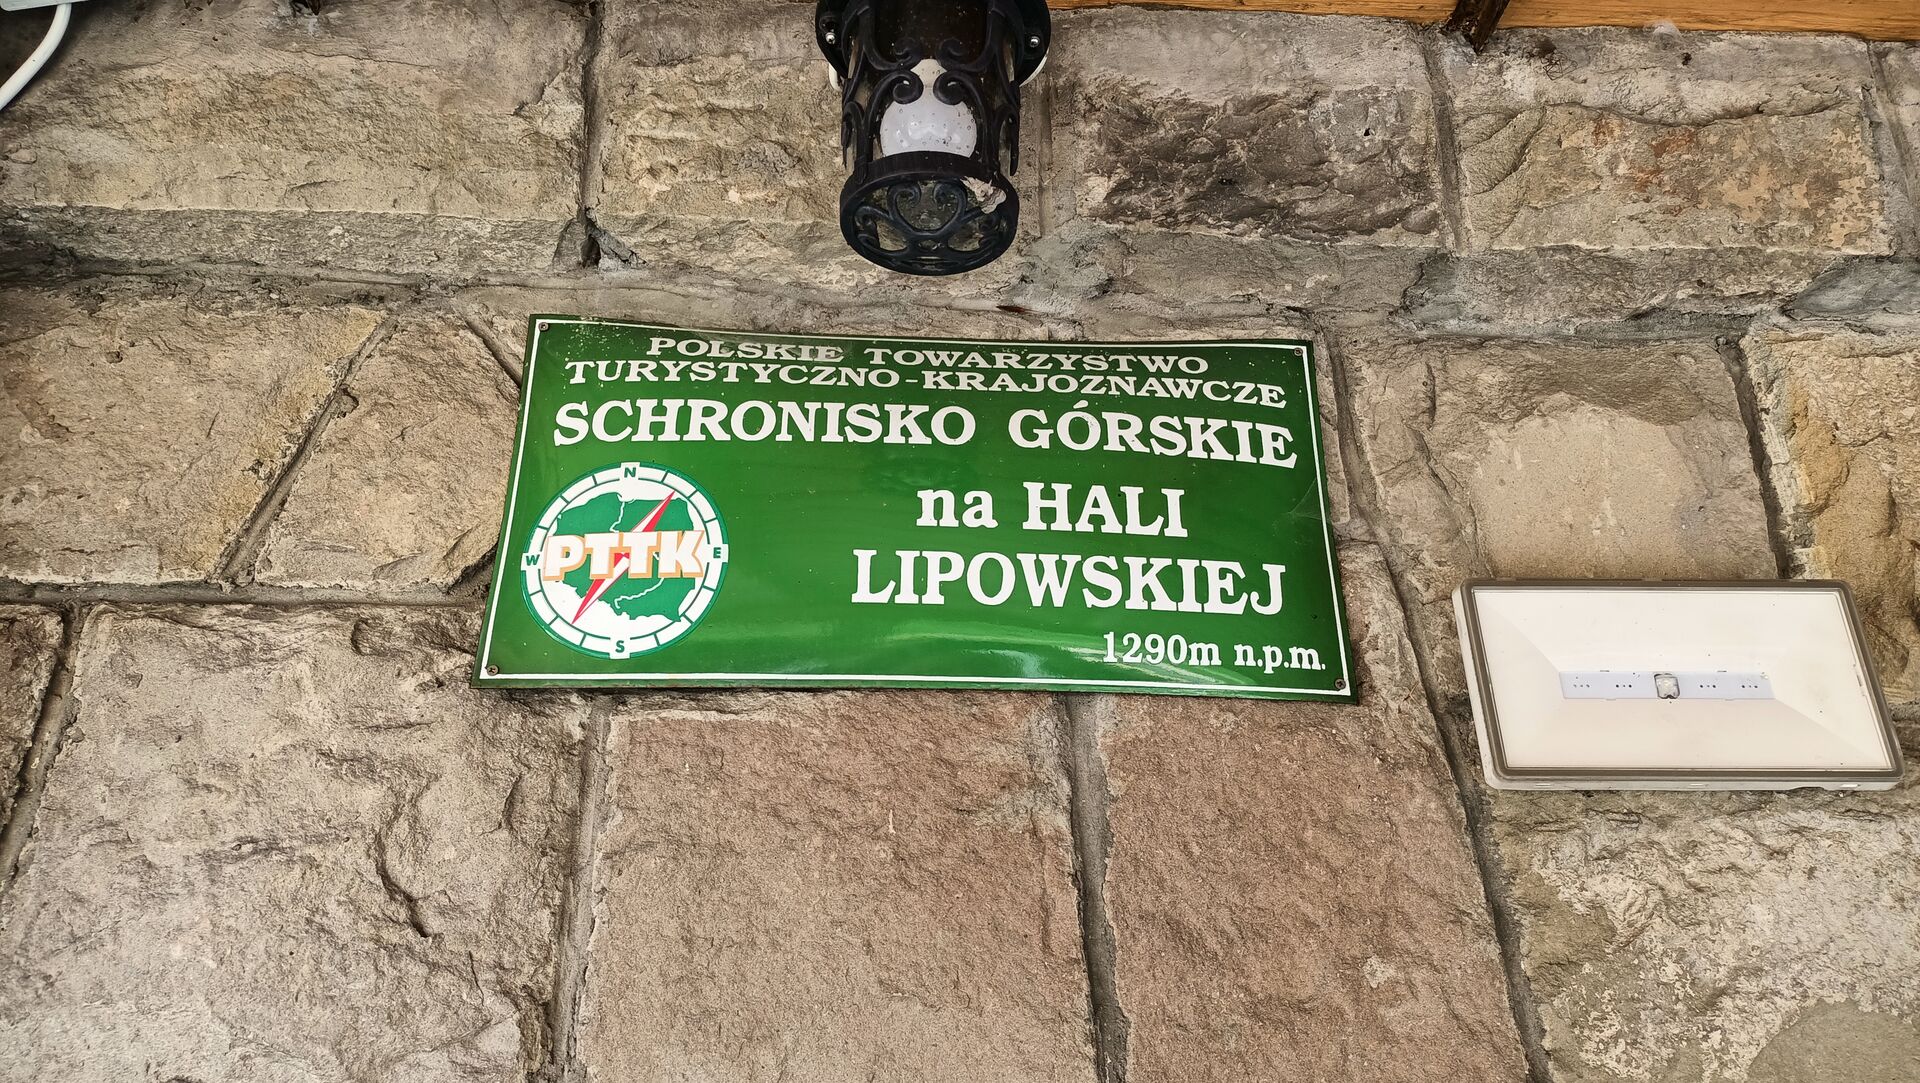 POLSKIE TOWARZYSTWO
TURYSTYCZNO-KRAJOZNAWCZE
SCHRONISKO GÓRSKIE
na HALI
LIPOWSKIEJ
1290m n.p.m.
N
W PTTK E
S